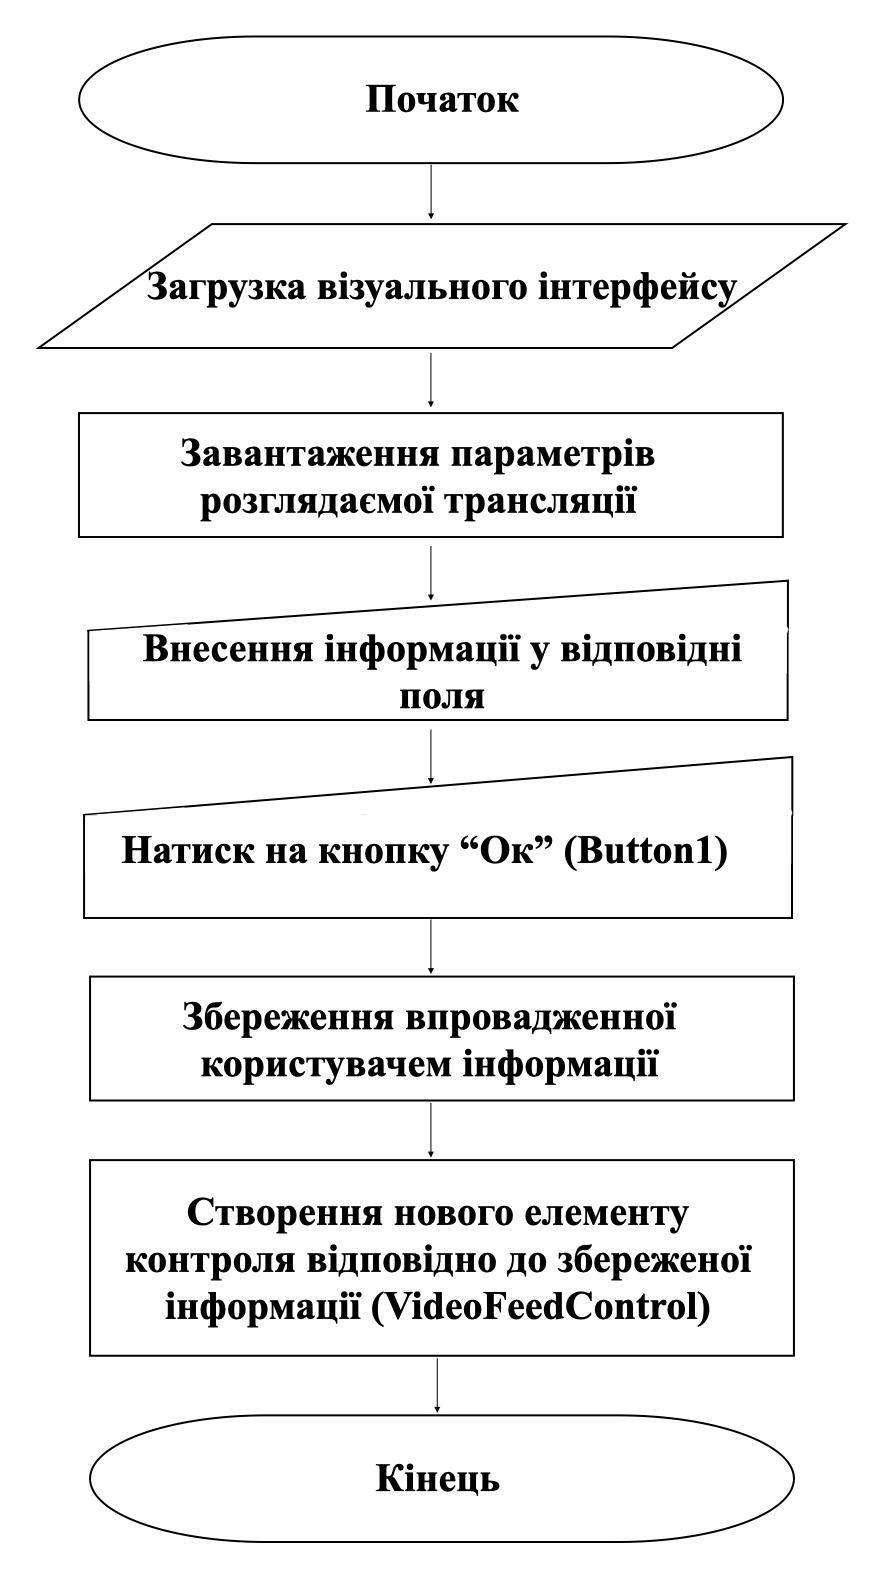 Початок
Загрузка візуального інтерфейсу
Завантаження параметрів
розглядаємої трансляції
Внесення інформації у відповідні
поля
Натиск на кнопку “Ок” (Button1)
Збереження впровадженної
користувачем інформації
Створення нового елементу
контроля відповідно до збереженої
інформації (VideoFeedControl)
Кінець